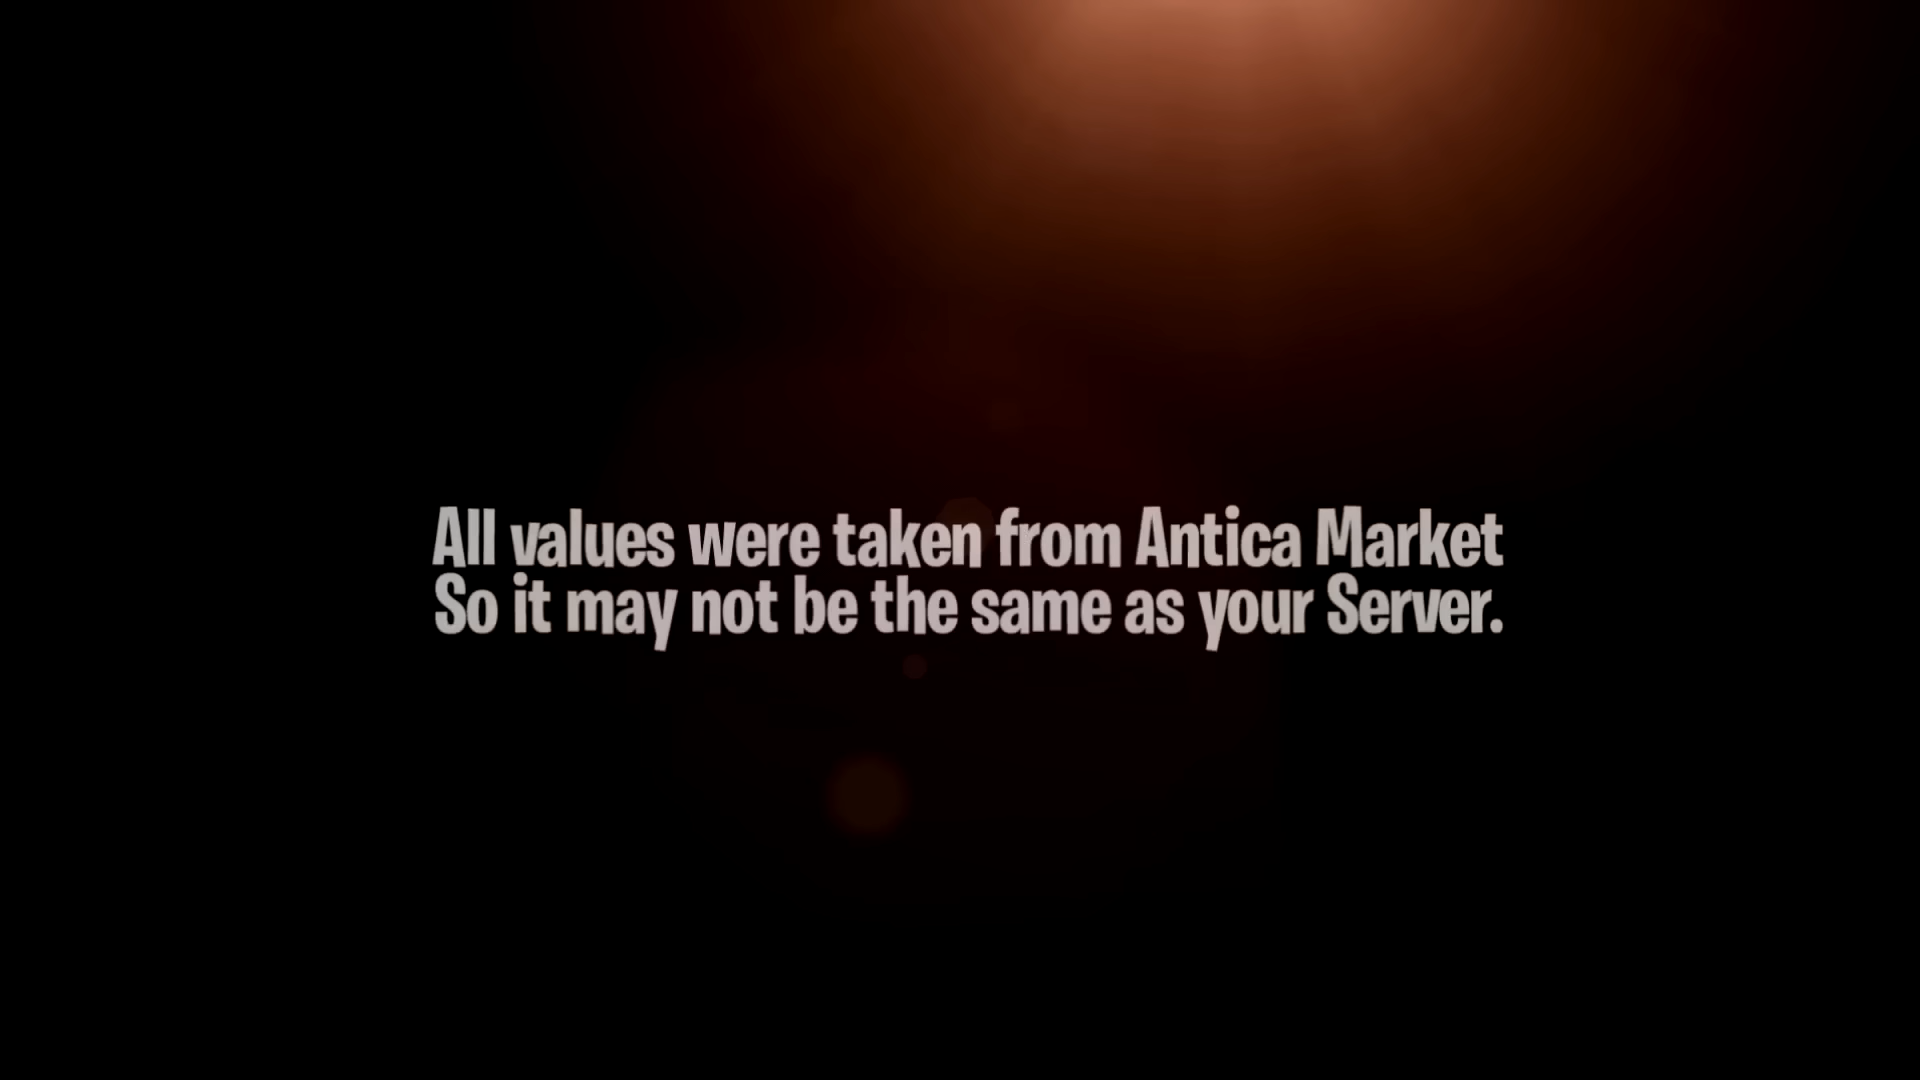 All values were taken from Antica Market
So it may not be the same as your Server.